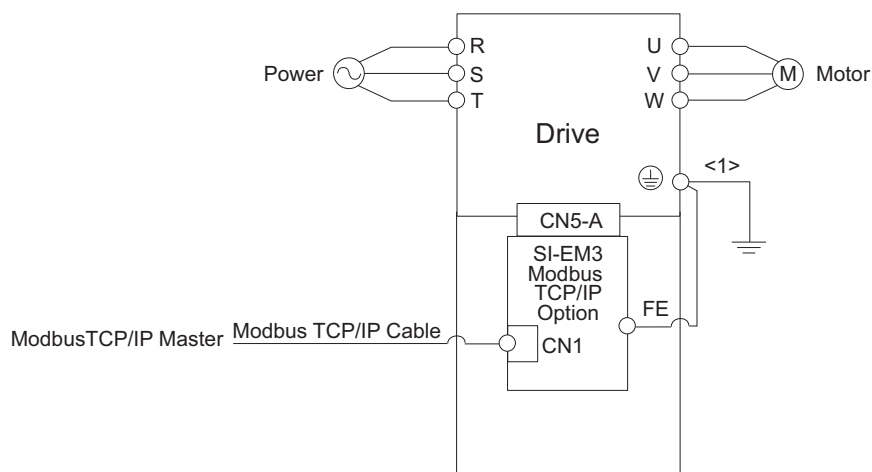 R
U
Power
S
V
M
Motor
T
W
Drive
<1>
CN5-A
SI-EM3
Modbus
TCP/IP
Option
FE
ModbusTCP/IP Master
Modbus TCP/IP Cable
CN1